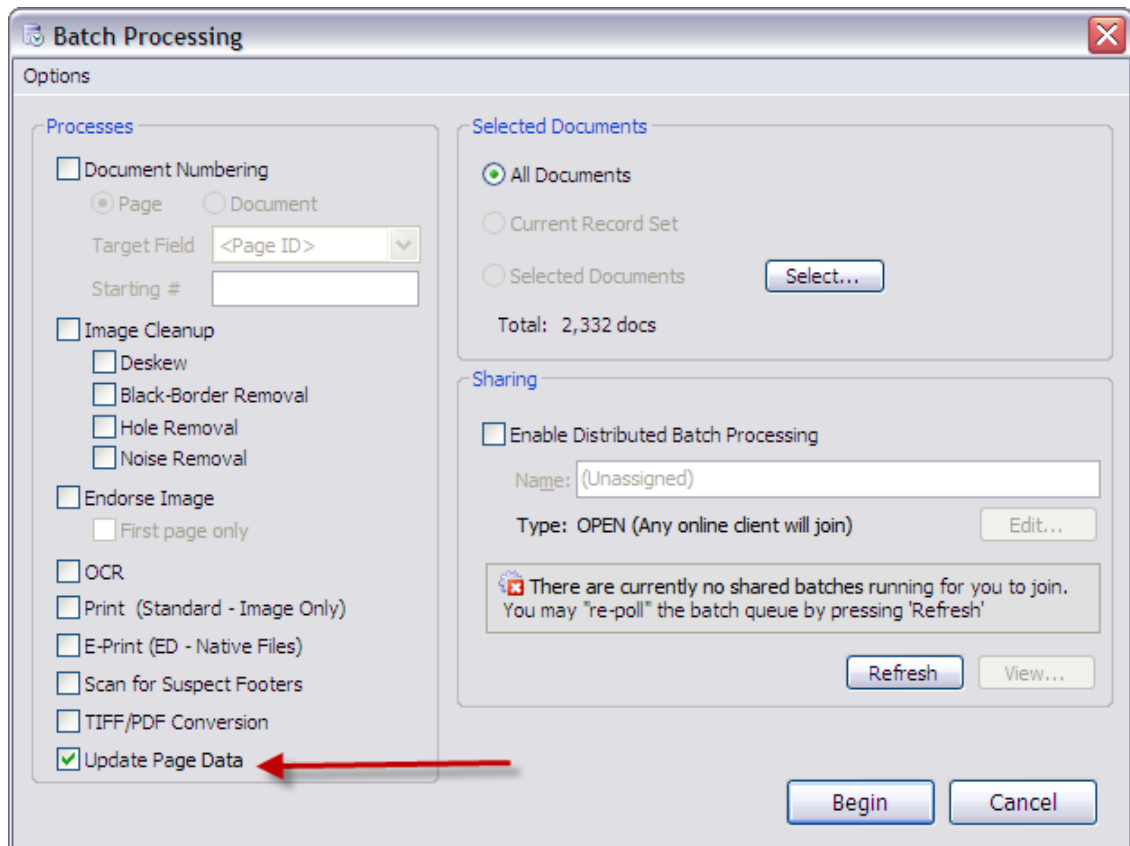 Batch Processing
Options
Processes
Document Numbering
Page Document
Target Field <Page ID>
Starting #
Image Cleanup
Deskew
Black-Border Removal
Hole Removal
Noise Removal
Endorse Image
First page only
OCR
Print (Standard - Image Only)
E-Print (ED - Native Files)
Scan for Suspect Footers
TIFF/PDF Conversion
Update Page Data
Selected Documents
All Documents
Current Record Set
Selected Documents Select...
Total: 2,332 docs
Sharing
Enable Distributed Batch Processing
Name: (Unassigned)
Type: OPEN (Any online client will join) Edit...
There are currently no shared batches running for you to join.
You may "re-poll" the batch queue by pressing 'Refresh'
Refresh View...
Begin Cancel